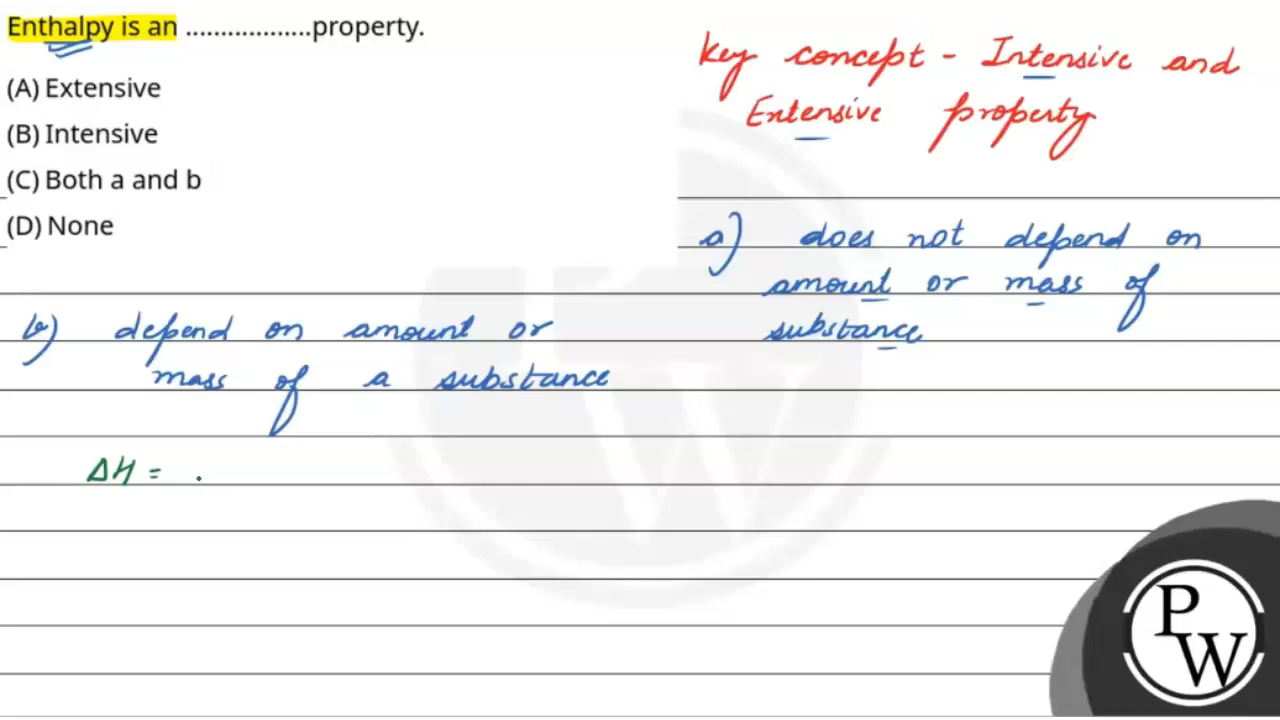 Enthalpy is an ..................property.
(A) Extensive
(B) Intensive
(C) Both a and b
(D) None
key concept - Intensive and
Extensive property
a) does not depend on
amount or mass of
substance
b) depend on amount or
mass of a substance
ΔH = .
P
W